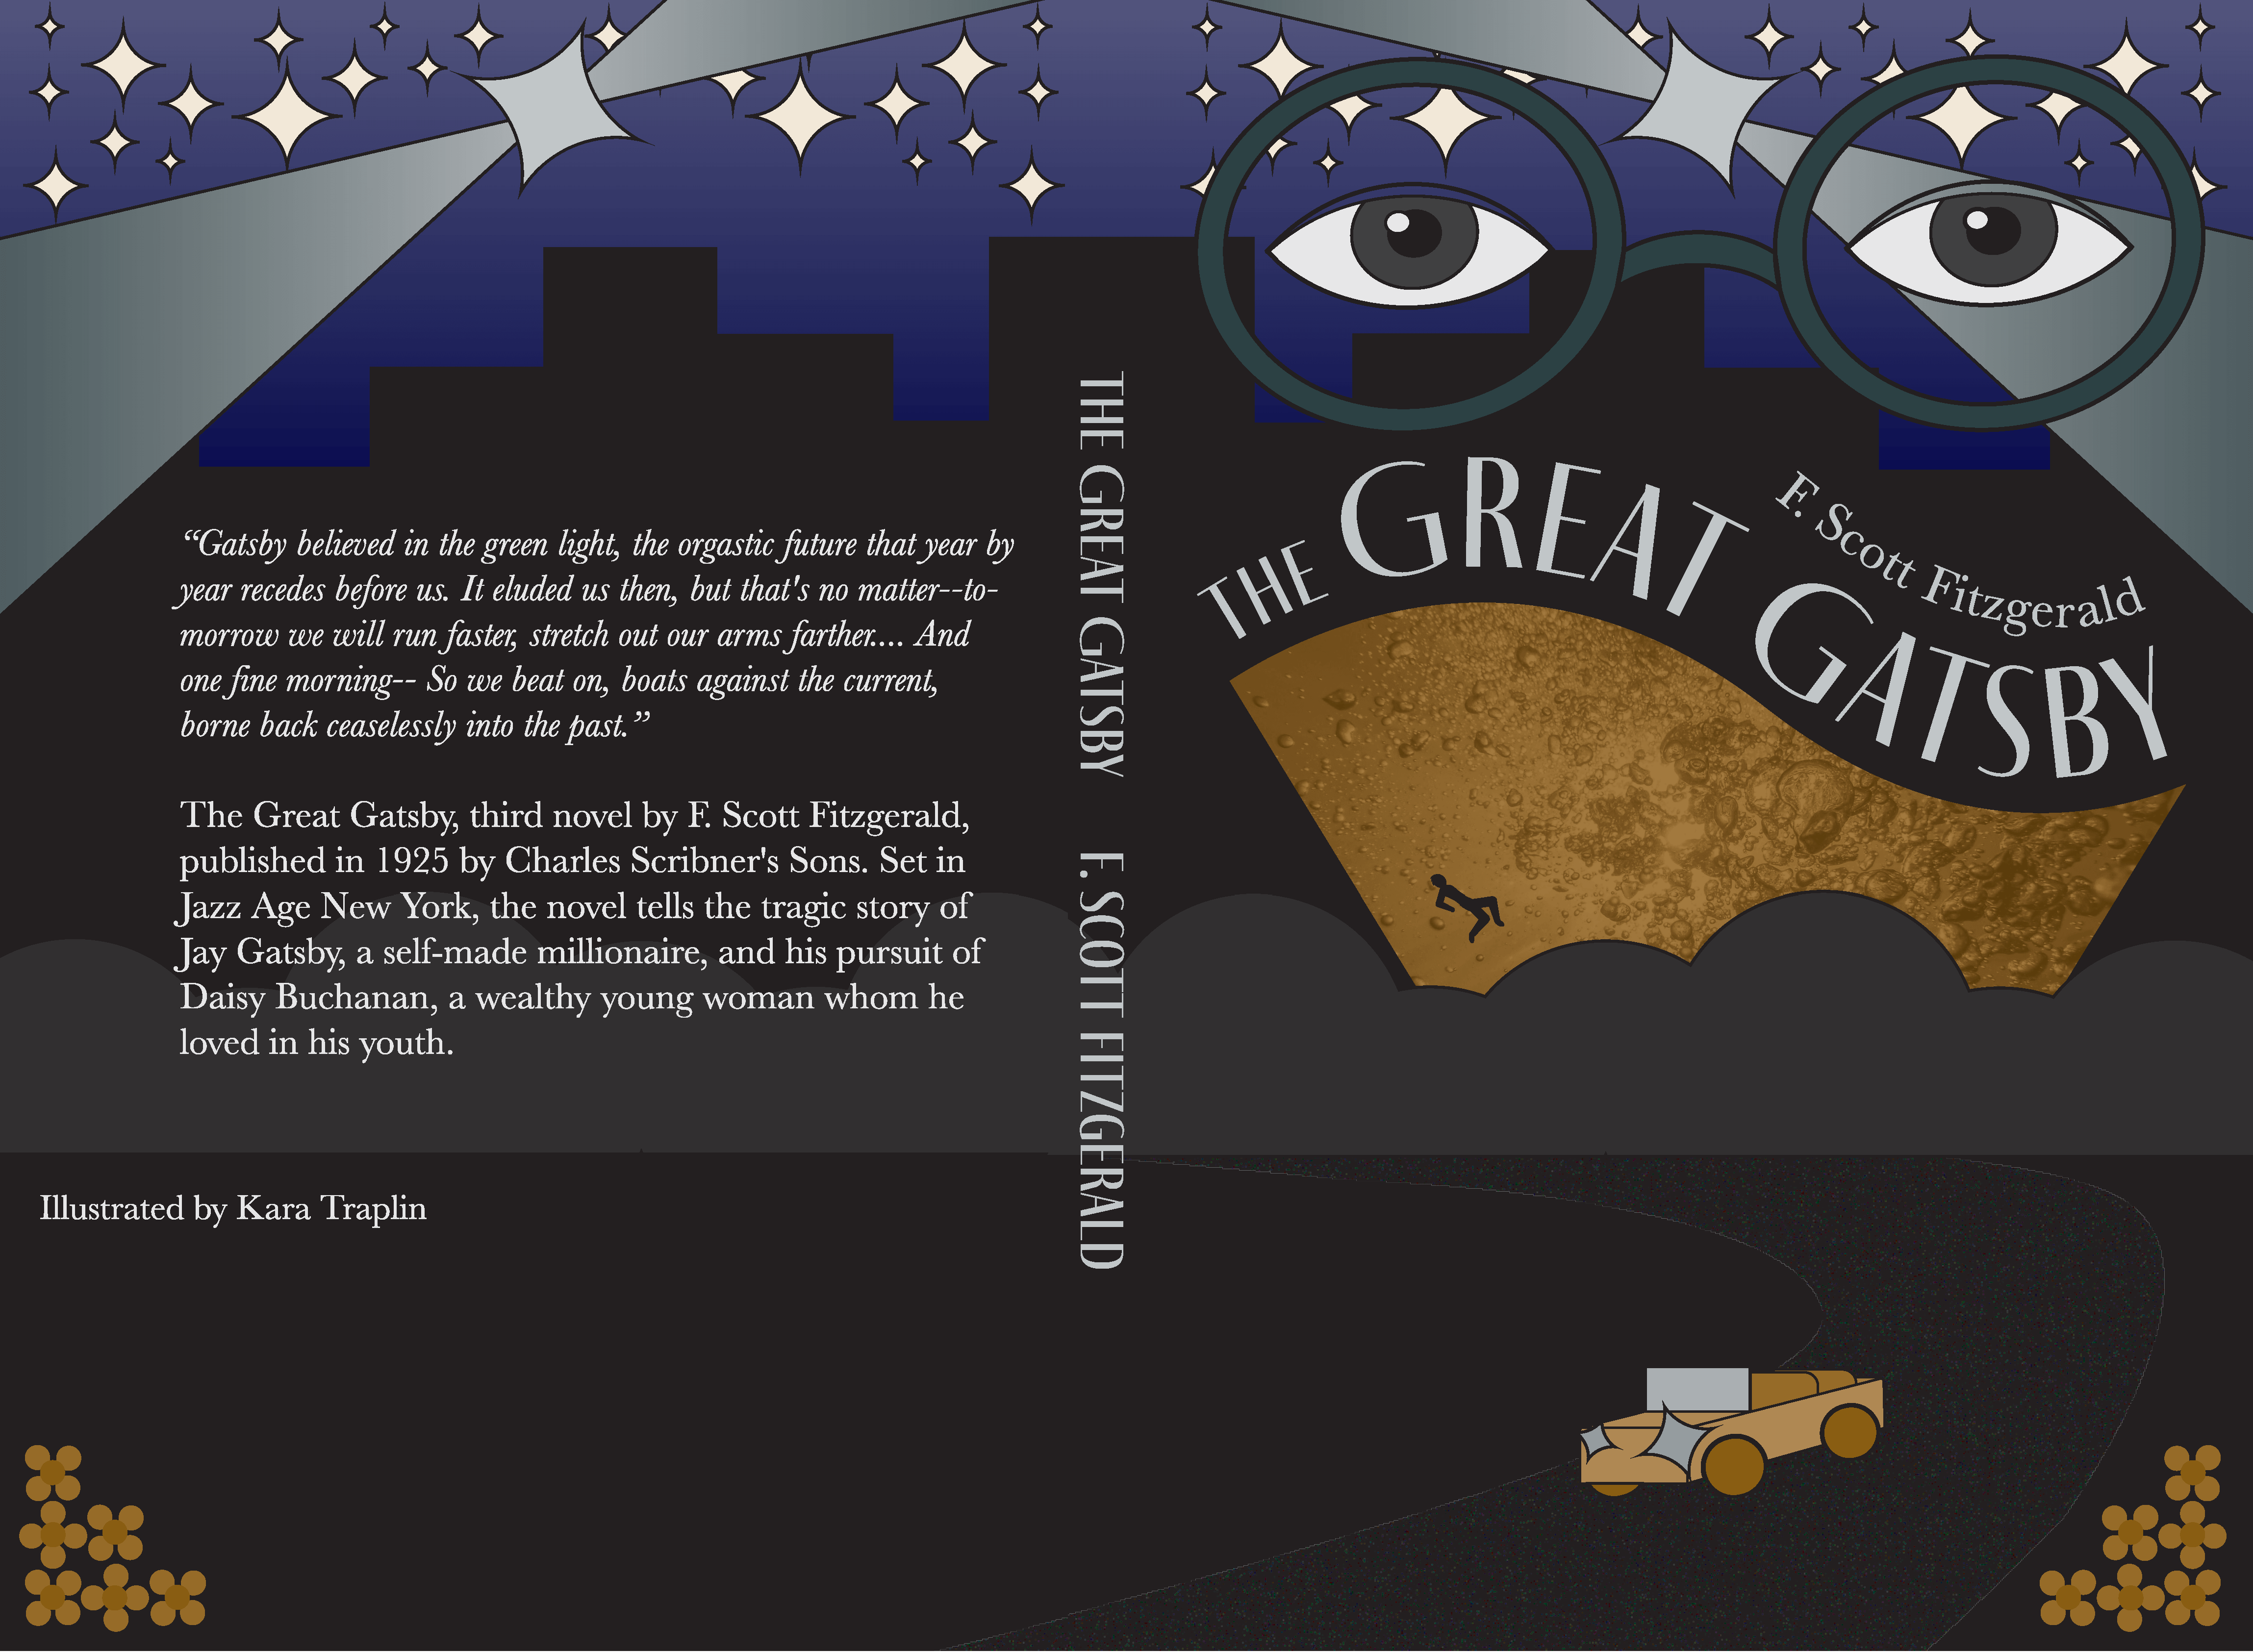 “Gatsby believed in the green light, the orgastic future that year by
year recedes before us. It eluded us then, but that's no matter--to-
morrow we will run faster, stretch out our arms farther.... And
one fine morning-- So we beat on, boats against the current,
borne back ceaselessly into the past.”
The Great Gatsby, third novel by F. Scott Fitzgerald,
published in 1925 by Charles Scribner's Sons. Set in
Jazz Age New York, the novel tells the tragic story of
Jay Gatsby, a self-made millionaire, and his pursuit of
Daisy Buchanan, a wealthy young woman whom he
loved in his youth.
Illustrated by Kara Traplin
THE GREAT GATSBY F. SCOTT FITZGERALD
THE GREAT GATSBY
F. Scott Fitzgerald